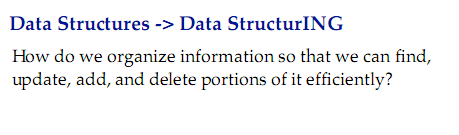 Data Structures -> Data StructurING
How do we organize information so that we can find,
update, add, and delete portions of it efficiently?